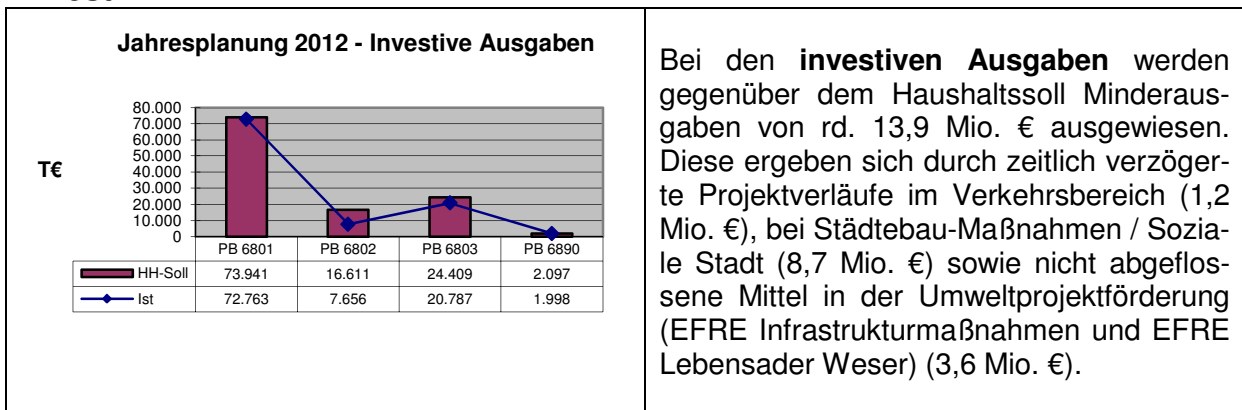 Jahresplanung 2012 - Investive Ausgaben
T€
80.000
70.000
60.000
50.000
40.000
30.000
20.000
10.000
0
PB 6801 PB 6802 PB 6803 PB 6890
HH-Soll 73.941 16.611 24.409 2.097
Ist 72.763 7.656 20.787 1.998
Bei den investiven Ausgaben werden
gegenüber dem Haushaltssoll Minderaus-
gaben von rd. 13,9 Mio. € ausgewiesen.
Diese ergeben sich durch zeitlich verzöger-
te Projektverläufe im Verkehrsbereich (1,2
Mio. €), bei Städtebau-Maßnahmen / Sozia-
le Stadt (8,7 Mio. €) sowie nicht abgeflos-
sene Mittel in der Umweltprojektförderung
(EFRE Infrastrukturmaßnahmen und EFRE
Lebensader Weser) (3,6 Mio. €).